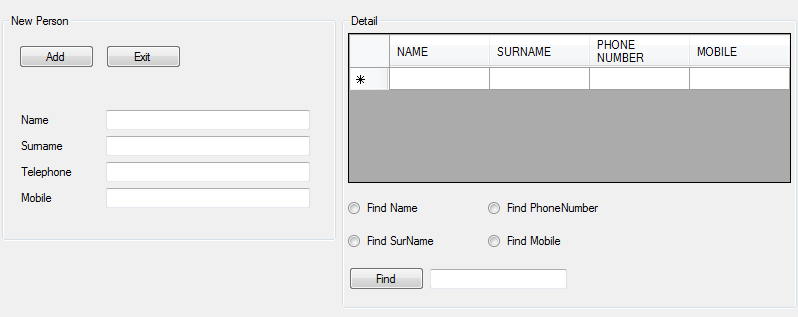 New Person
Add
Exit
Name
Surname
Telephone
Mobile
Detail
NAME
SURNAME
PHONE
NUMBER
MOBILE
Find Name
Find PhoneNumber
Find SurName
Find Mobile
Find